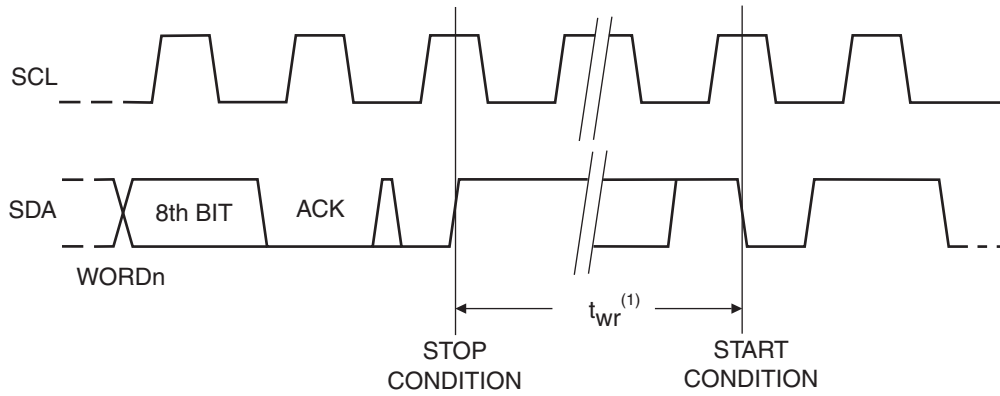 SCL
SDA
8th BIT
ACK
WORDn
twr(1)
STOP
CONDITION
START
CONDITION